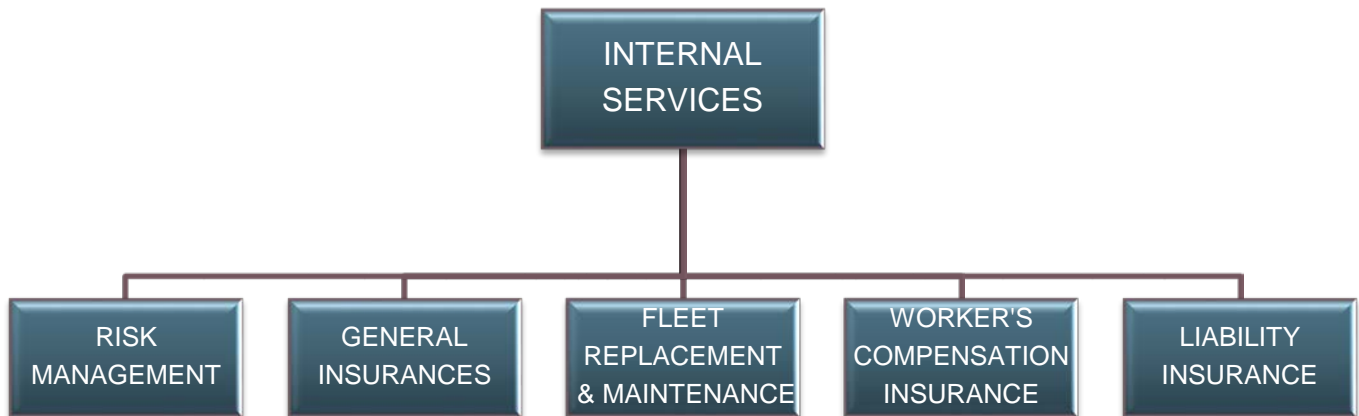 INTERNAL
SERVICES
RISK
MANAGEMENT
GENERAL
INSURANCES
FLEET
REPLACEMENT
& MAINTENANCE
WORKER'S
COMPENSATION
INSURANCE
LIABILITY
INSURANCE